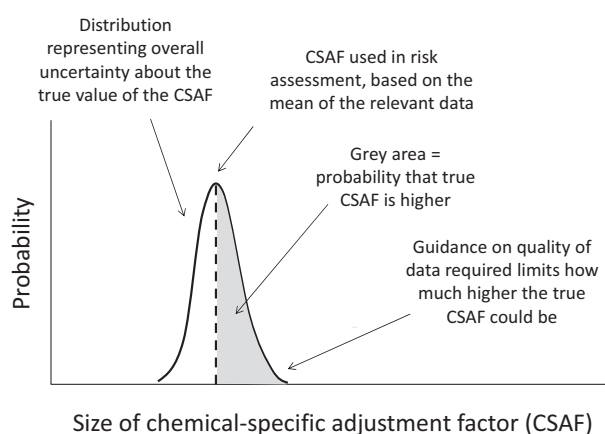 Distribution
representing overall
uncertainty about the
true value of the CSAF
CSAF used in risk
assessment, based on the
mean of the relevant data
Grey area =
probability that true
CSAF is higher
Guidance on quality of
data required limits how
much higher the true
CSAF could be
Probability
Size of chemical-specific adjustment factor (CSAF)